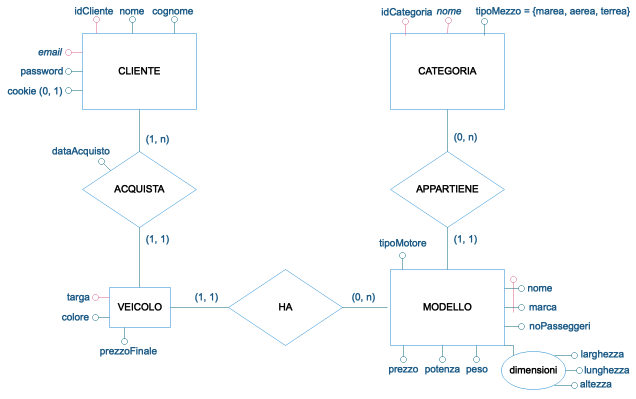 idCliente nome cognome
idCategoria nome tipoMezzo = {marea, aerea, terrea}
email
password
cookie (0, 1)
CLIENTE
CATEGORIA
(1, n)
(0, n)
dataAcquisto
ACQUISTA
APPARTIENE
(1, 1)
(1, 1)
tipoMotore
targa
colore
VEICOLO
prezzoFinale
(1, 1)
HA
(0, n)
MODELLO
nome
marca
noPasseggeri
prezzo potenza peso
dimensioni
larghezza
lunghezza
altezza